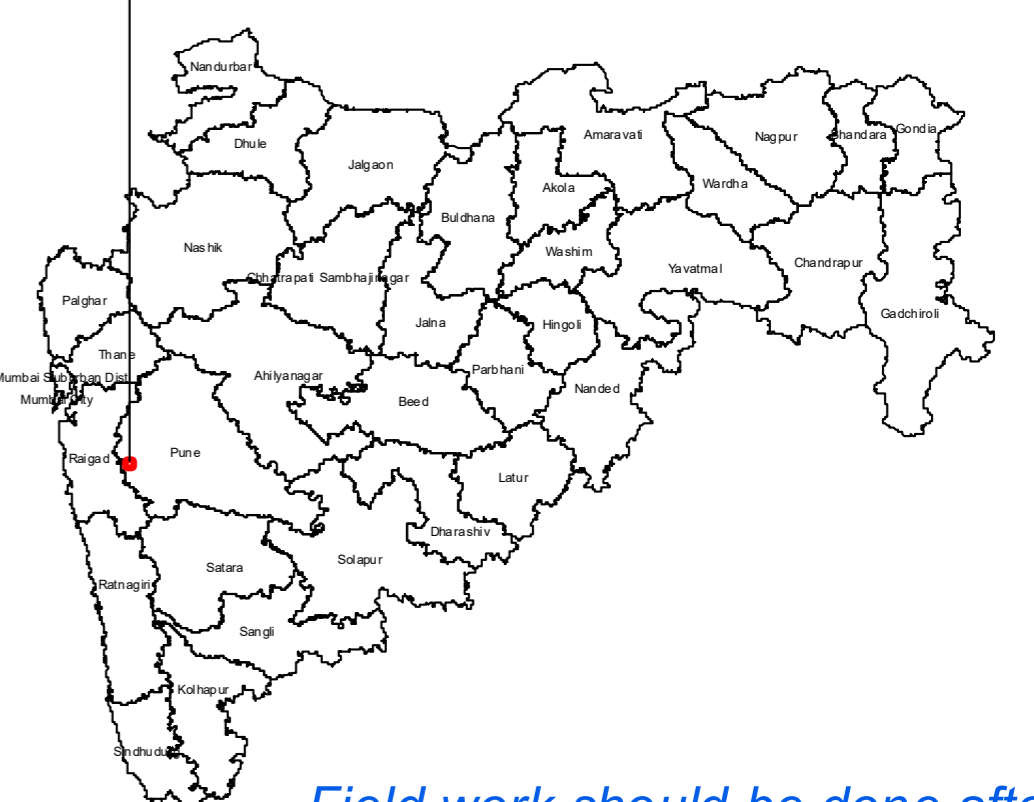 Nandurbar
Dhule
Jalgaon
Amaravati
Nagpur
Bhandara
Gondia
Akola
Wardha
Buldhana
Nashik
Washim
Yavatmal
Chandrapur
Chhatrapati Sambhajinagar
Palghar
Jalna
Hingoli
Gadchiroli
Thane
Ahilyanagar
Parbhani
Mumbai Suburban Dist
Mumbai City
Beed
Nanded
Raigad
Pune
Latur
Dharashiv
Solapur
Satara
Ratnagiri
Sangli
Kolhapur
Sindhudurg
Field work should be done afte